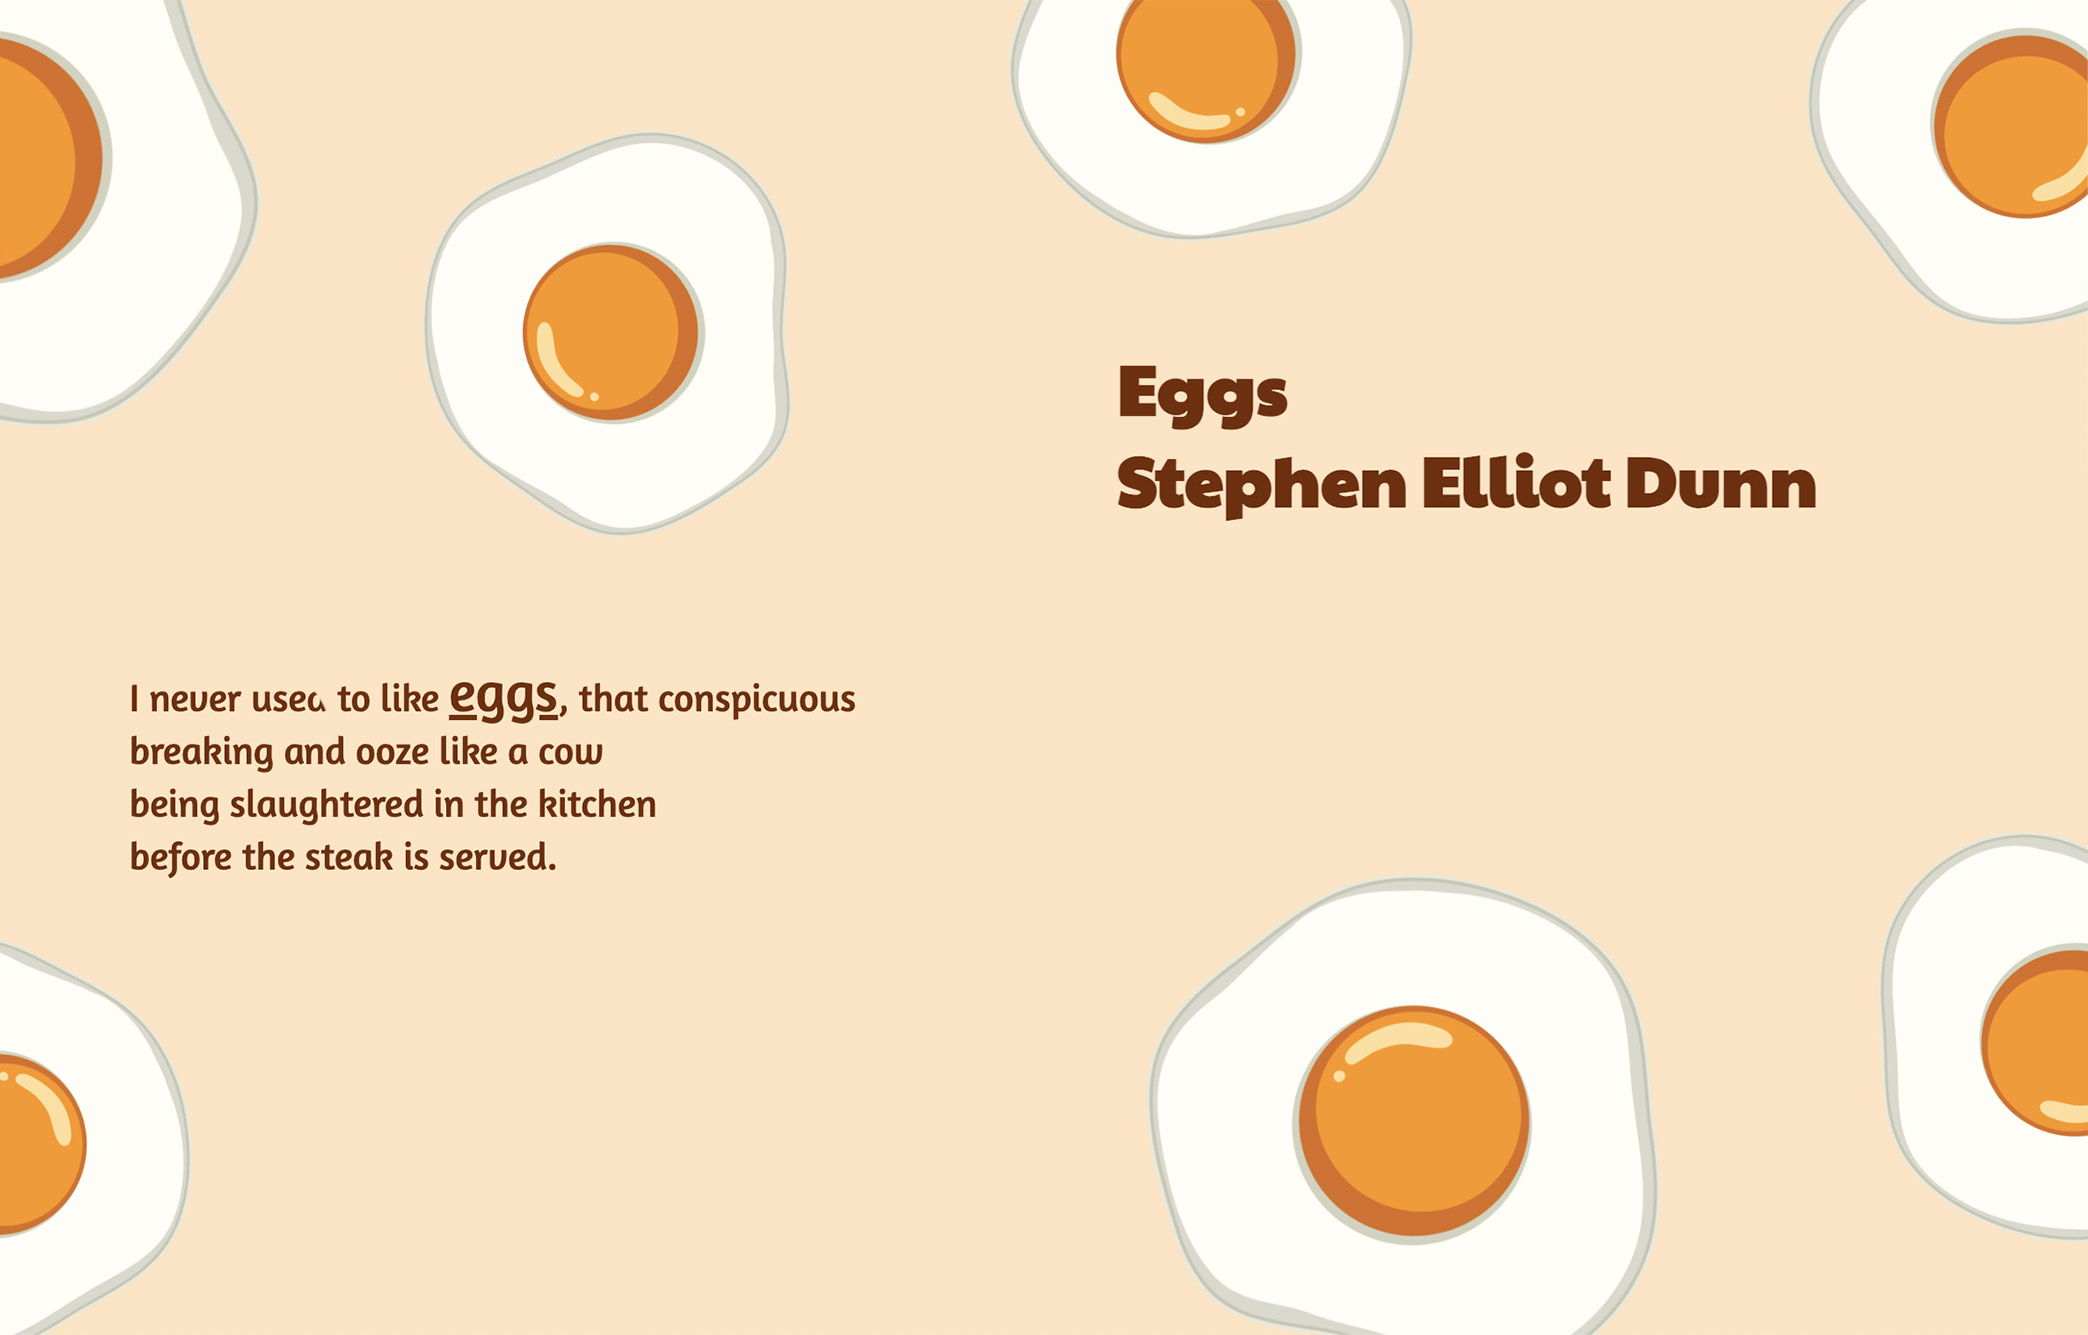 I never to like eggs, that conspicuous
breaking and ooze like a cow
being slaughtered in the kitchen
before the steak is served.
Eggs
Stephen Elliot Dunn